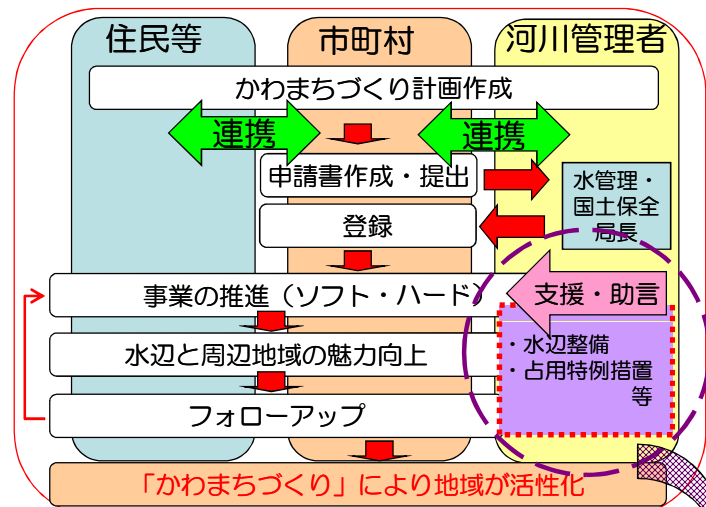 住民等
市町村
河川管理者
かわまちづくり計画作成
連携
連携
申請書作成・提出
水管理・
国土保全
局長
登録
事業の推進（ソフト・ハード）
支援・助言
水辺と周辺地域の魅力向上
・水辺整備
・占用特例措置
等
フォローアップ
「かわまちづくり」により地域が活性化